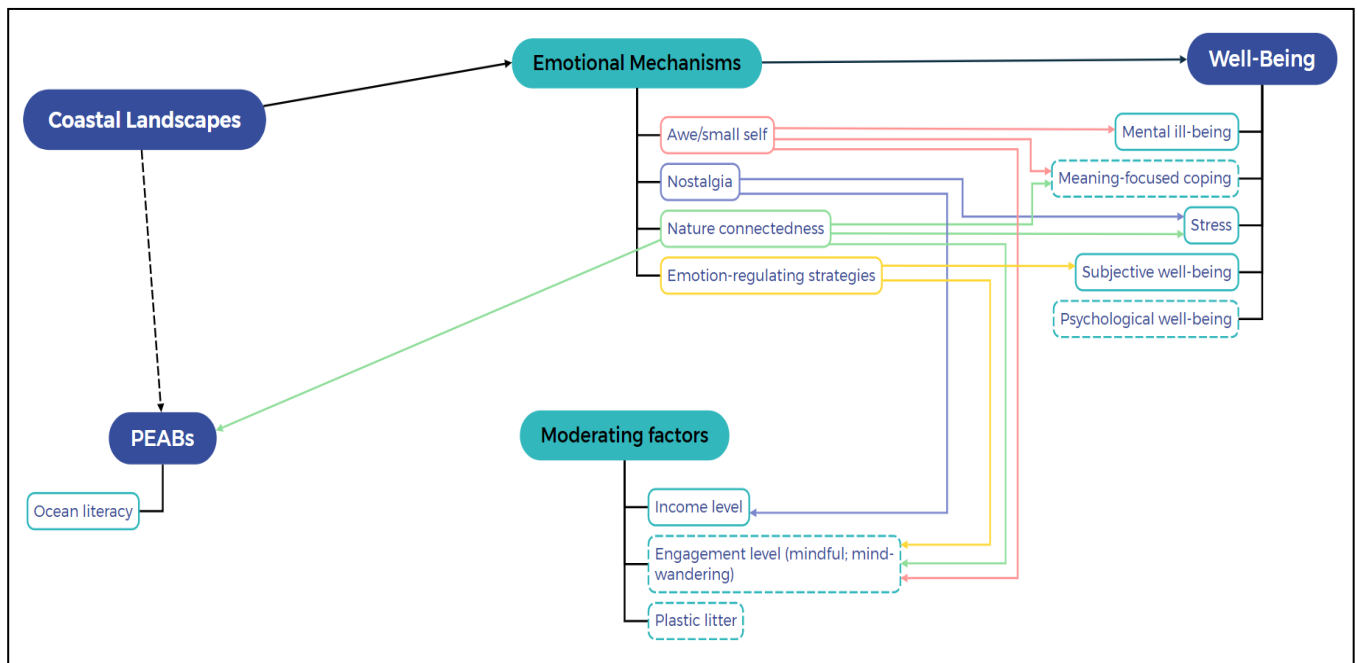 Emotional Mechanisms
Well-Being
Coastal Landscapes
Awe/small self
Mental ill-being
Nostalgia
Meaning-focused coping
Nature connectedness
Stress
Emotion-regulating strategies
Subjective well-being
Psychological well-being
PEABs
Moderating factors
Ocean literacy
Income level
Engagement level (mindful; mind-
wandering)
Plastic litter